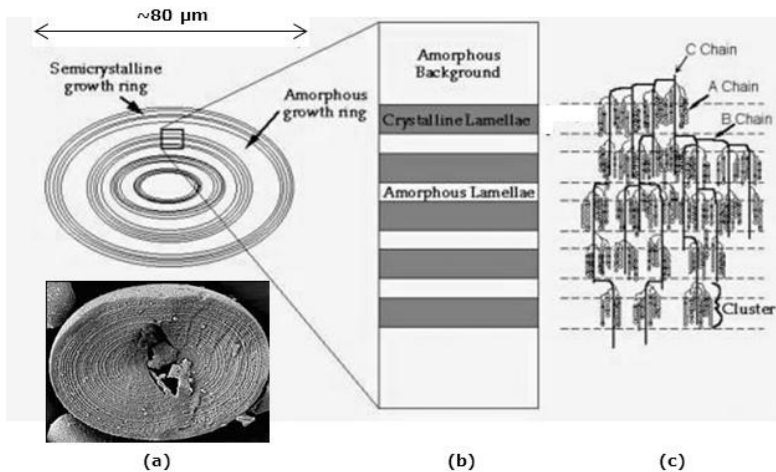 ~80 µm
Semicrystalline
growth ring
Amorphous
growth ring
(a)
Amorphous
Background
Crystalline Lamellae
Amorphous Lamellae
(b)
C Chain
A Chain
B Chain
Cluster
(c)